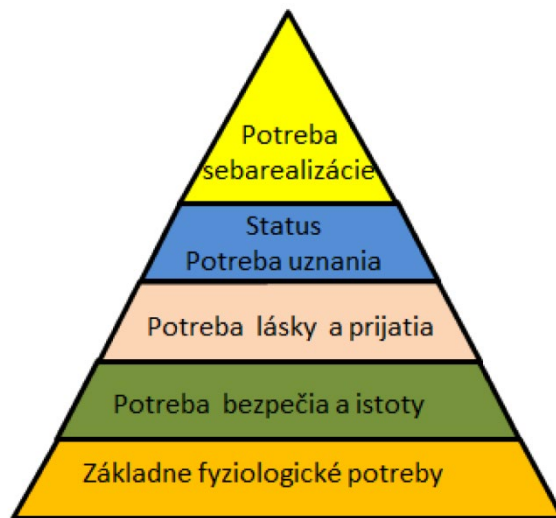 Potreba
sebarealizácie
Status
Potreba uznania
Potreba lásky a prijatia
Potreba bezpečia a istoty
Základne fyziologické potreby